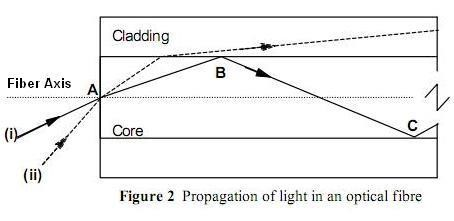 Cladding
Fiber Axis
A
B
(i)
Core
C
(ii)
Figure 2 Propagation of light in an optical fibre